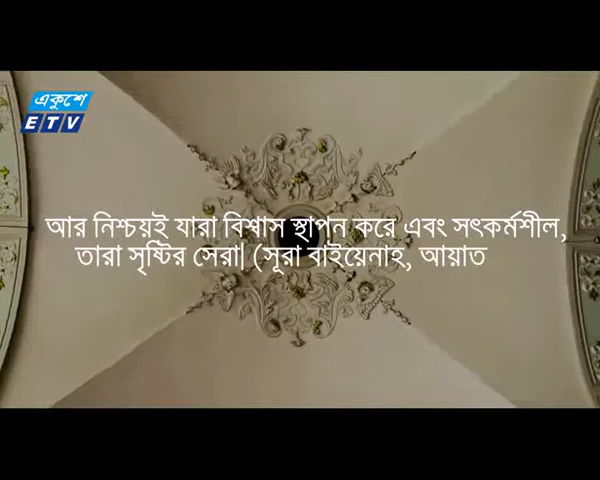 একুশে
ETV
আর নিশ্চয়ই যারা বিশ্বাস স্থাপন করে এবং সৎকর্মশীল,
তারা সৃষ্টির সেরা| (সূরা বাইয়েনাহ, আয়াত